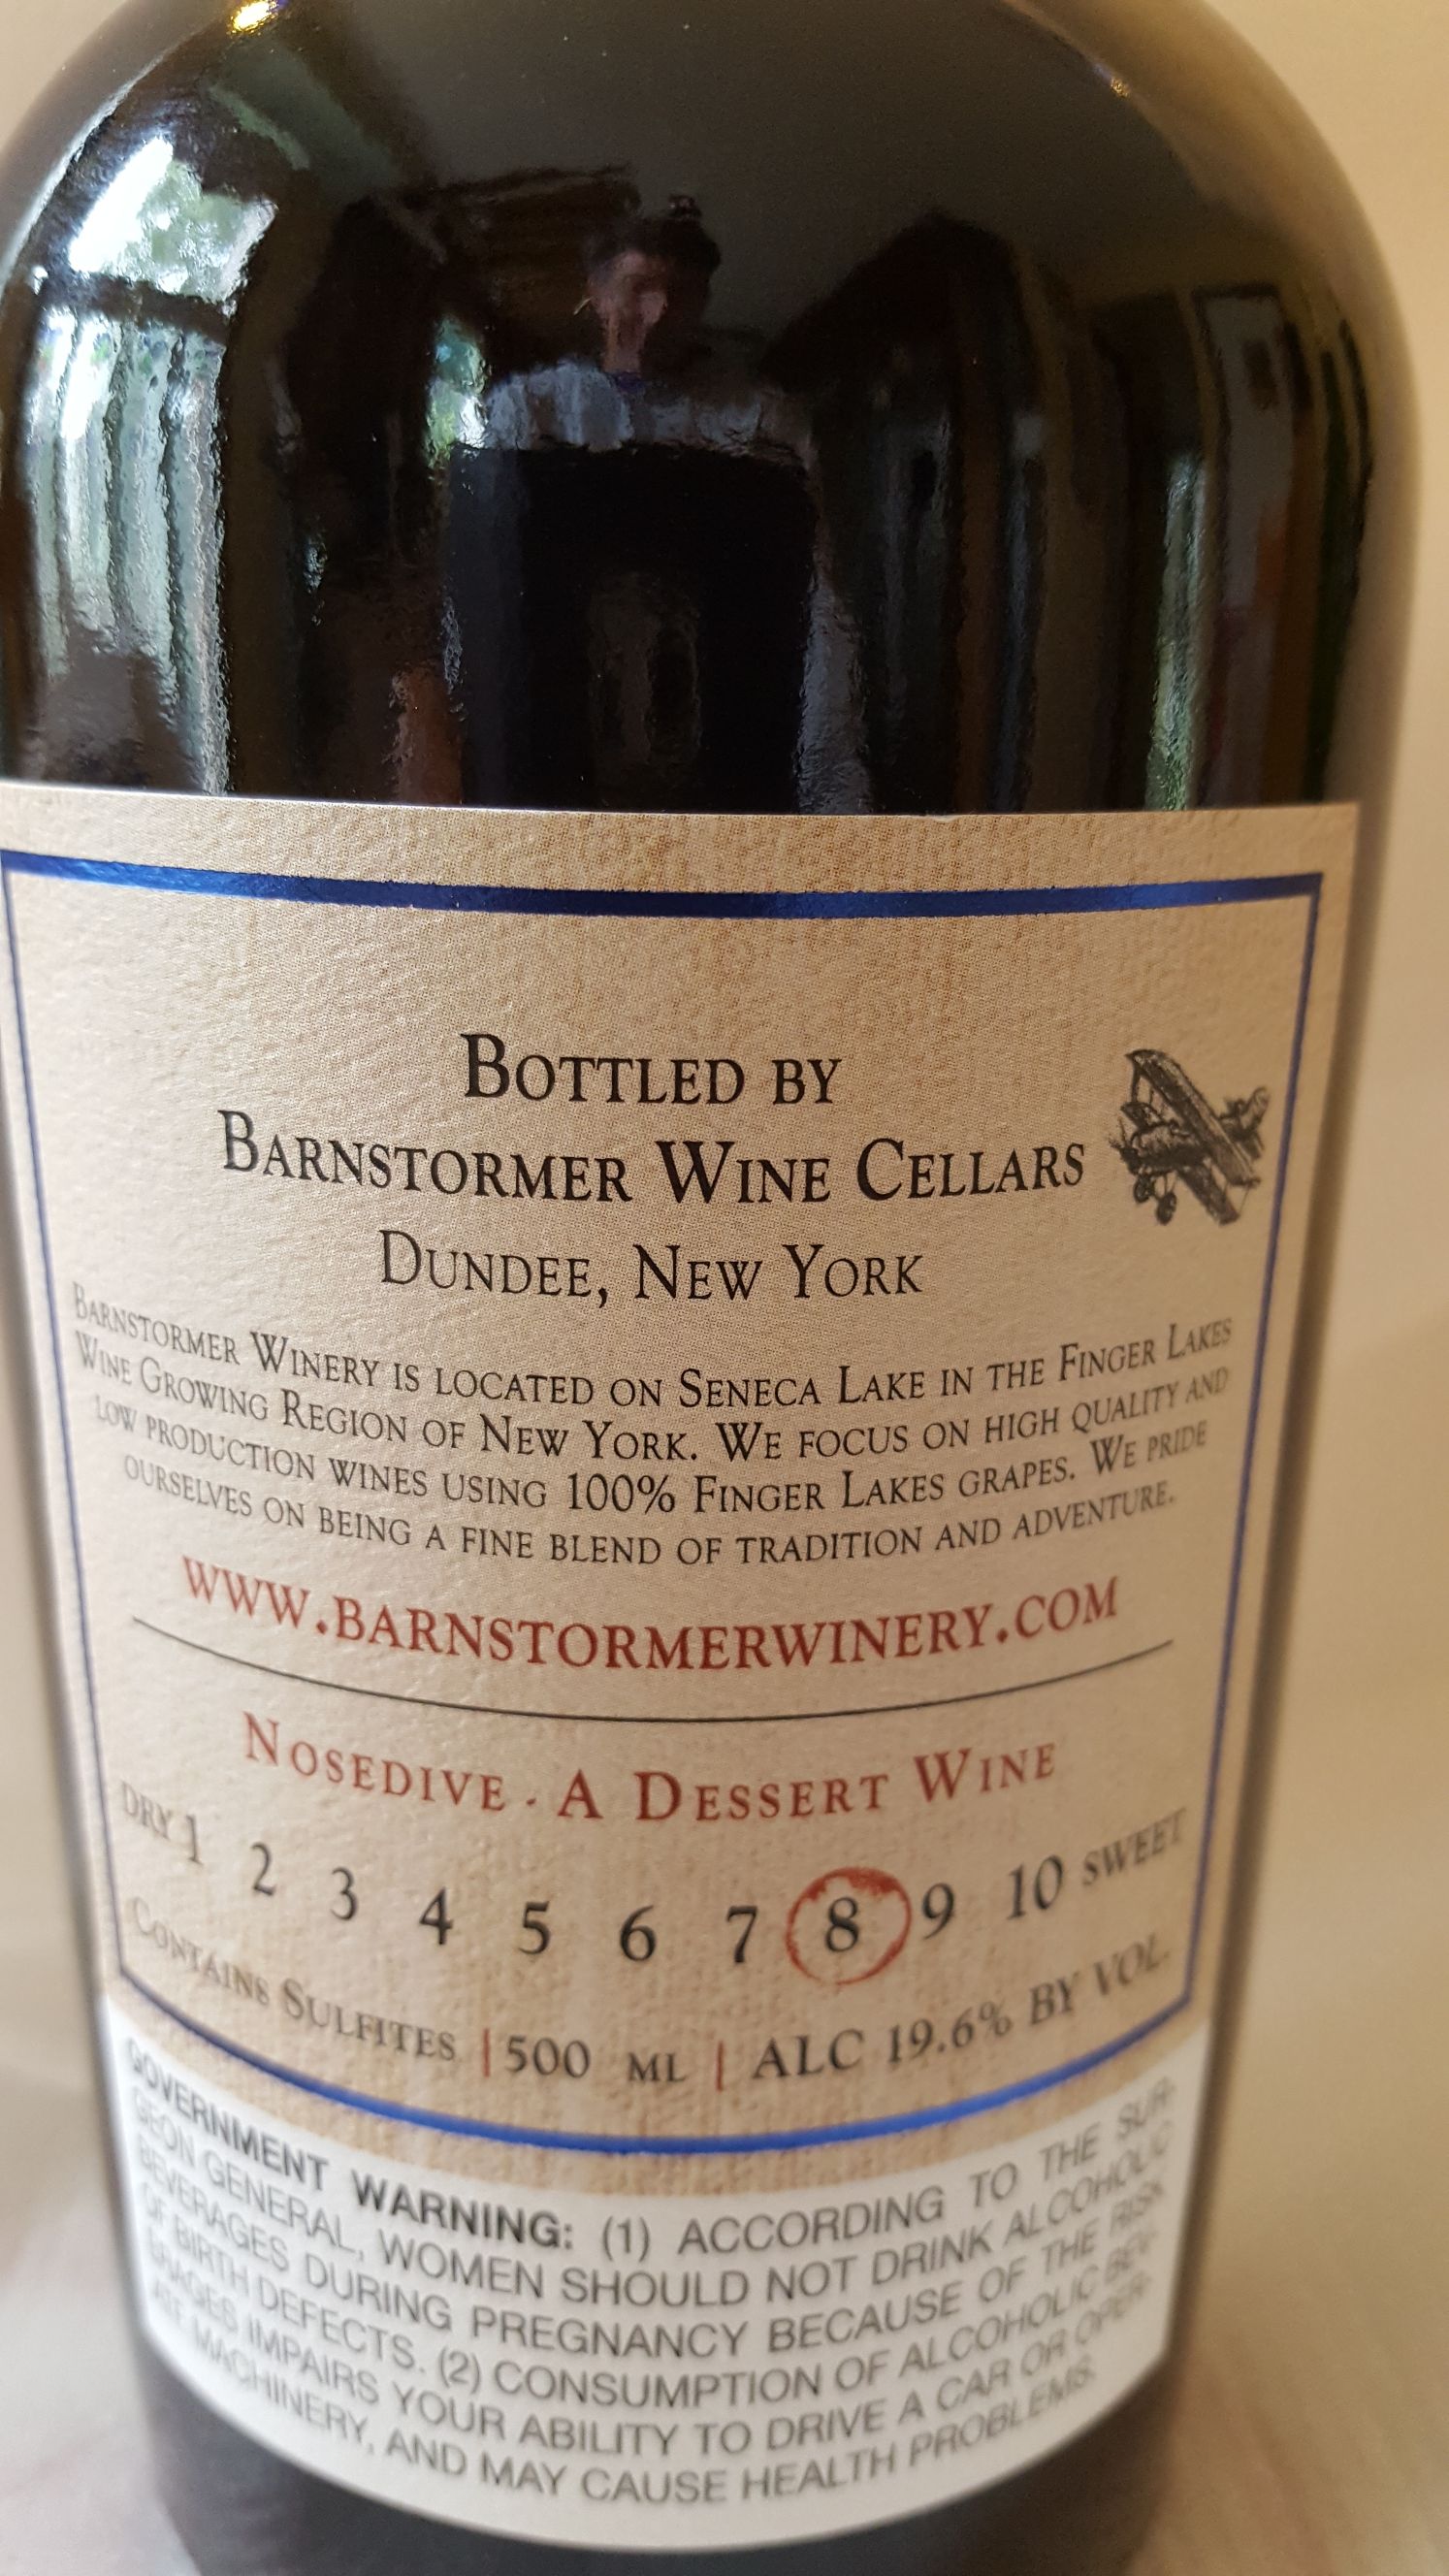 Bottled by
Barnstormer Wine Cellars
Dundee, New York
Barnstormer Winery is located on Seneca Lake in the Finger Lakes
Wine Growing Region of New York. We focus on high quality and
low production wines using 100% Finger Lakes grapes. We pride
ourselves on being a fine blend of tradition and adventure.
www.barnstormerwinery.com
Nosedive · A Dessert Wine
dry 1 2 3 4 5 6 7 8 9 10 sweet
Contains Sulfites | 500 ml | ALC 19.6% BY VOL.
GOVERNMENT WARNING: (1) ACCORDING TO THE SUR-
GEON GENERAL, WOMEN SHOULD NOT DRINK ALCOHOLIC
BEVERAGES DURING PREGNANCY BECAUSE OF THE RISK
OF BIRTH DEFECTS. (2) CONSUMPTION OF ALCOHOLIC BEV-
ERAGES IMPAIRS YOUR ABILITY TO DRIVE A CAR OR OPER-
ATE MACHINERY, AND MAY CAUSE HEALTH PROBLEMS.